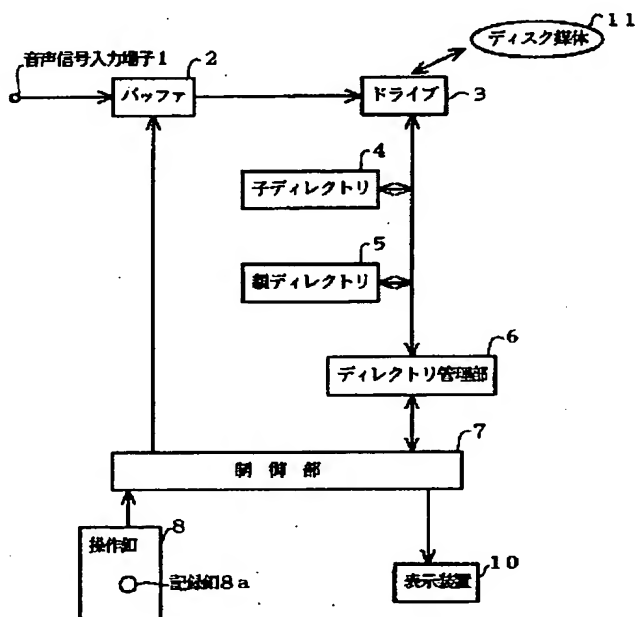 ディスク媒体
11
音声信号入力端子1
2
バッファ
ドライブ
3
4
子ディレクトリ
5
親ディレクトリ
6
ディレクトリ管理部
7
制御部
8
操作釦
記録釦8a
10
表示装置